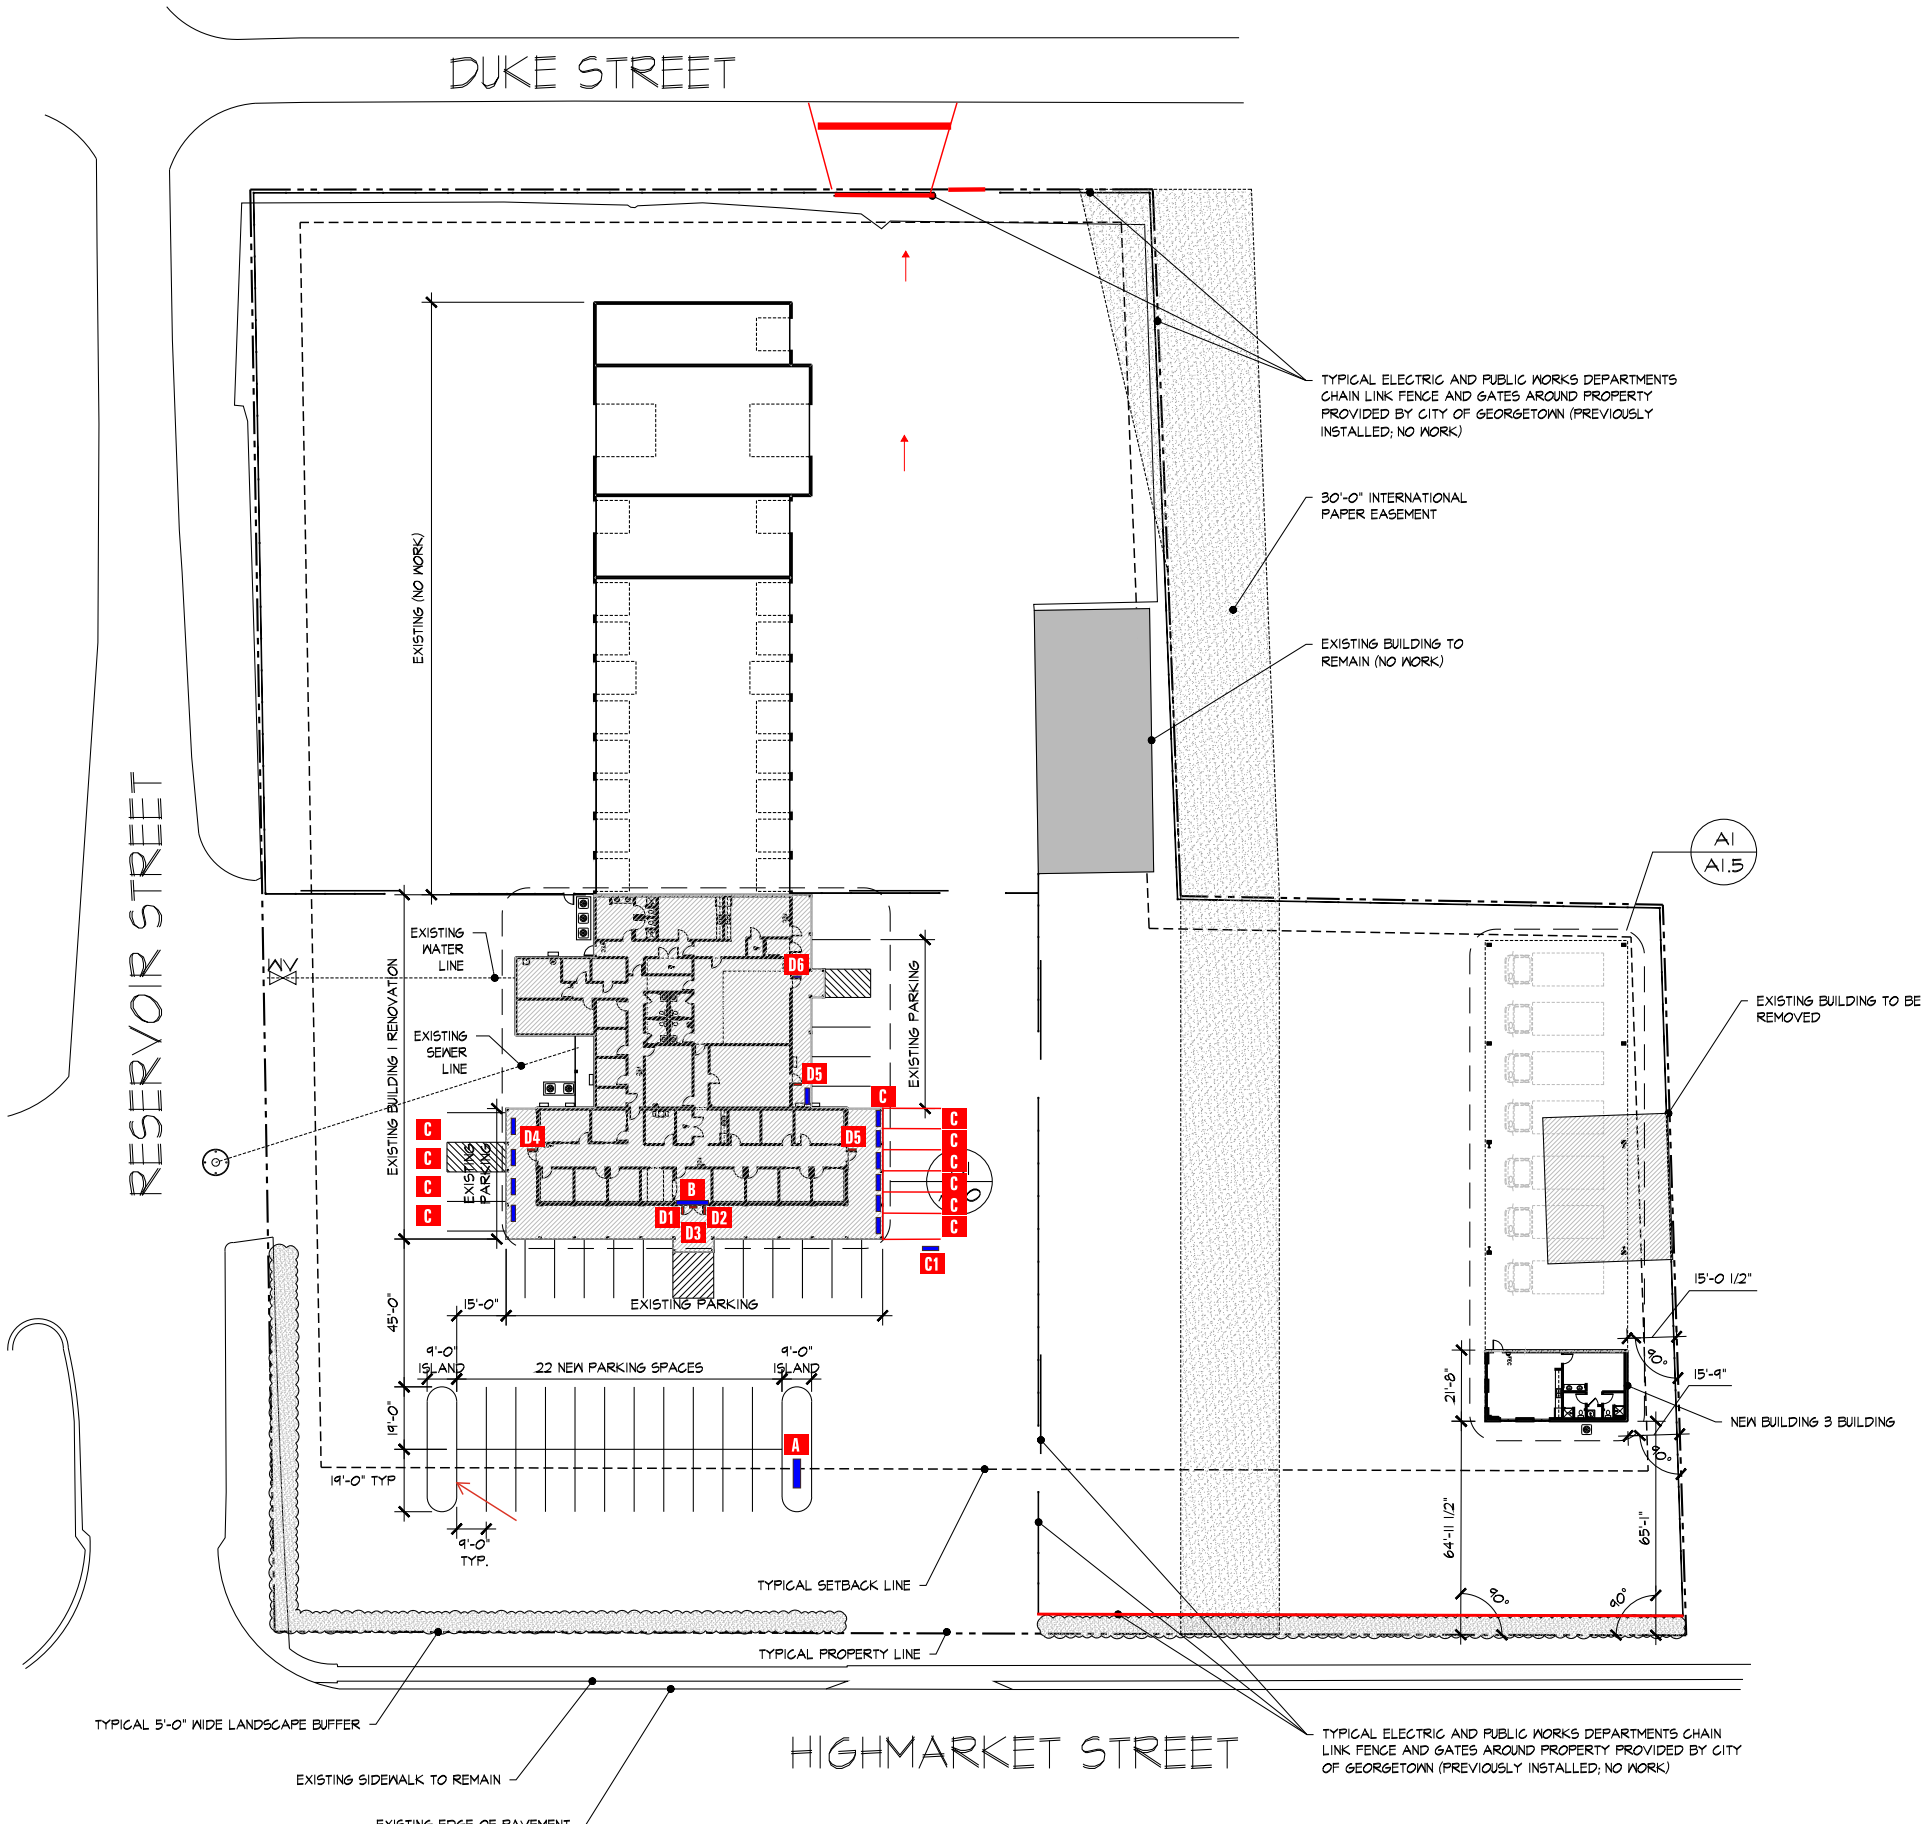 DUKE STREET
TYPICAL ELECTRIC AND PUBLIC WORKS DEPARTMENTS
CHAIN LINK FENCE AND GATES AROUND PROPERTY
PROVIDED BY CITY OF GEORGETOWN (PREVIOUSLY
INSTALLED; NO WORK)
30'-0" INTERNATIONAL
PAPER EASEMENT
EXISTING (NO WORK)
EXISTING BUILDING TO
REMAIN (NO WORK)
RESERVOIR STREET
A1
A1.5
EXISTING
WATER
LINE
WV
EXISTING BUILDING 1 RENOVATION
D6
EXISTING PARKING
EXISTING BUILDING TO BE
REMOVED
EXISTING
SEWER
LINE
D5
C
C
C
C
C
C
C
C
C
C
C
D4
D5
EXISTING
PARKING
B
D1
D2
D3
C1
15'-0 1/2"
45'-0"
15'-0"
EXISTING PARKING
9'-0"
ISLAND
22 NEW PARKING SPACES
9'-0"
ISLAND
90°
15'-9"
21'-8"
19'-0"
NEW BUILDING 3 BUILDING
A
90°
19'-0" TYP
9'-0"
TYP.
64'-11 1/2"
65'-1"
TYPICAL SETBACK LINE
90°
90°
TYPICAL PROPERTY LINE
TYPICAL 5'-0" WIDE LANDSCAPE BUFFER
HIGHMARKET STREET
TYPICAL ELECTRIC AND PUBLIC WORKS DEPARTMENTS CHAIN
LINK FENCE AND GATES AROUND PROPERTY PROVIDED BY CITY
OF GEORGETOWN (PREVIOUSLY INSTALLED; NO WORK)
EXISTING SIDEWALK TO REMAIN
EXISTING EDGE OF PAVEMENT